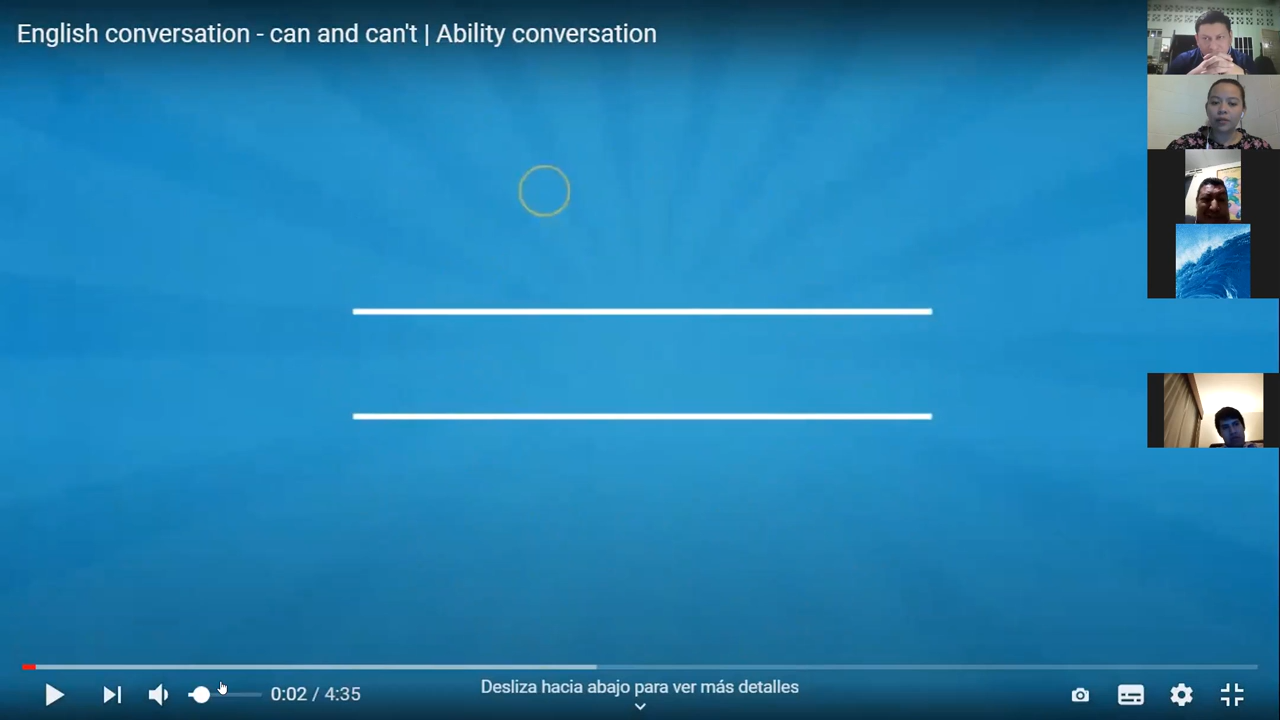 English conversation - can and can't | Ability conversation
0:02 / 4:35
Desliza hacia abajo para ver más detalles